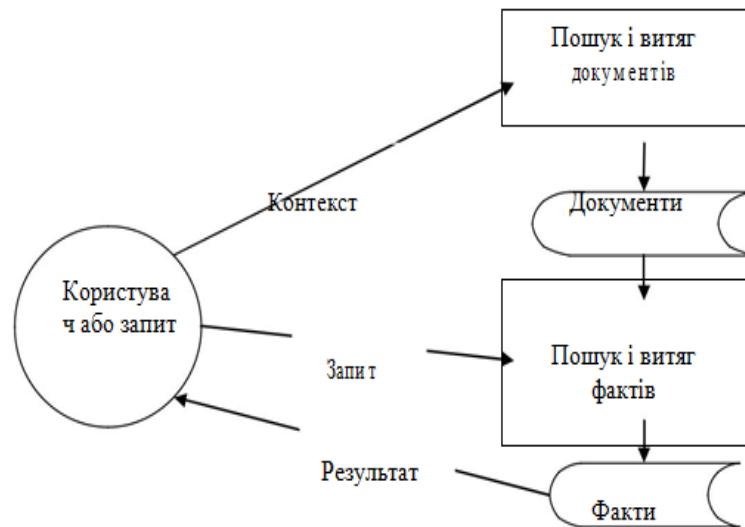 Пошук і витяг
документів
Контекст
Документи
Користува
ч або запит
Запит
Пошук і витяг
фактів
Результат
Факти